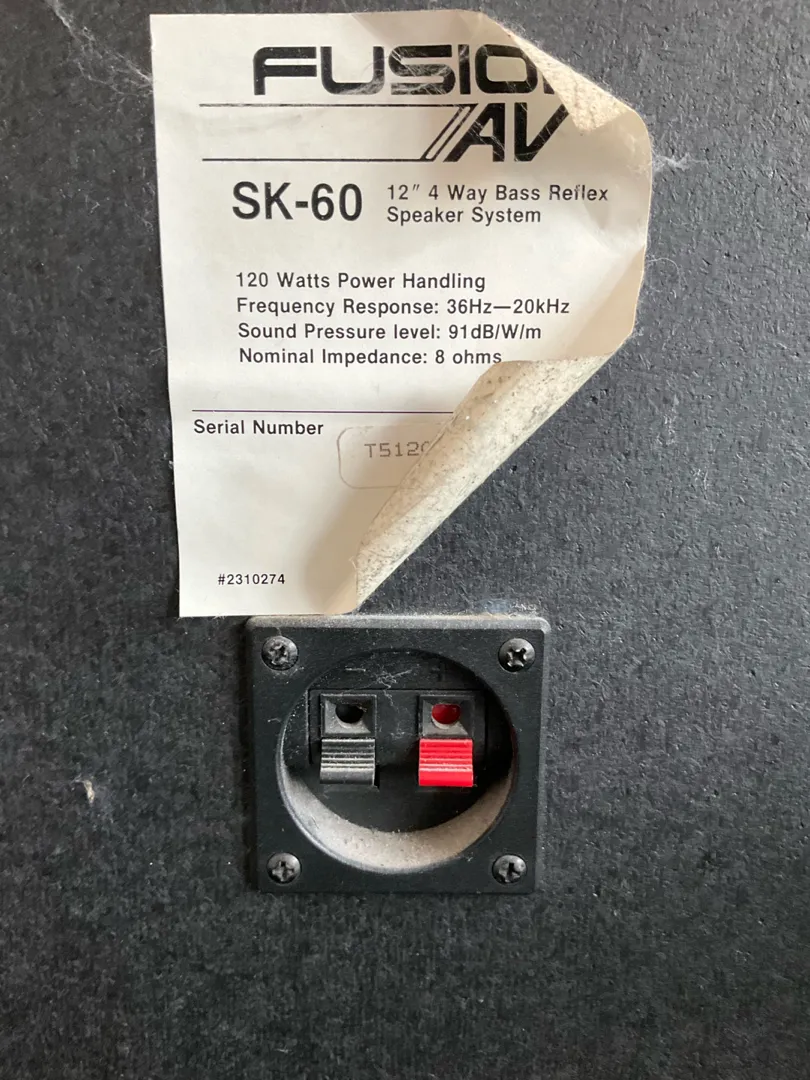 FUSIO
AV
SK-60
12" 4 Way Bass Reflex
Speaker System
120 Watts Power Handling
Frequency Response: 36Hz—20kHz
Sound Pressure level: 91dB/W/m
Nominal Impedance: 8 ohms
Serial Number
T512
#2310274